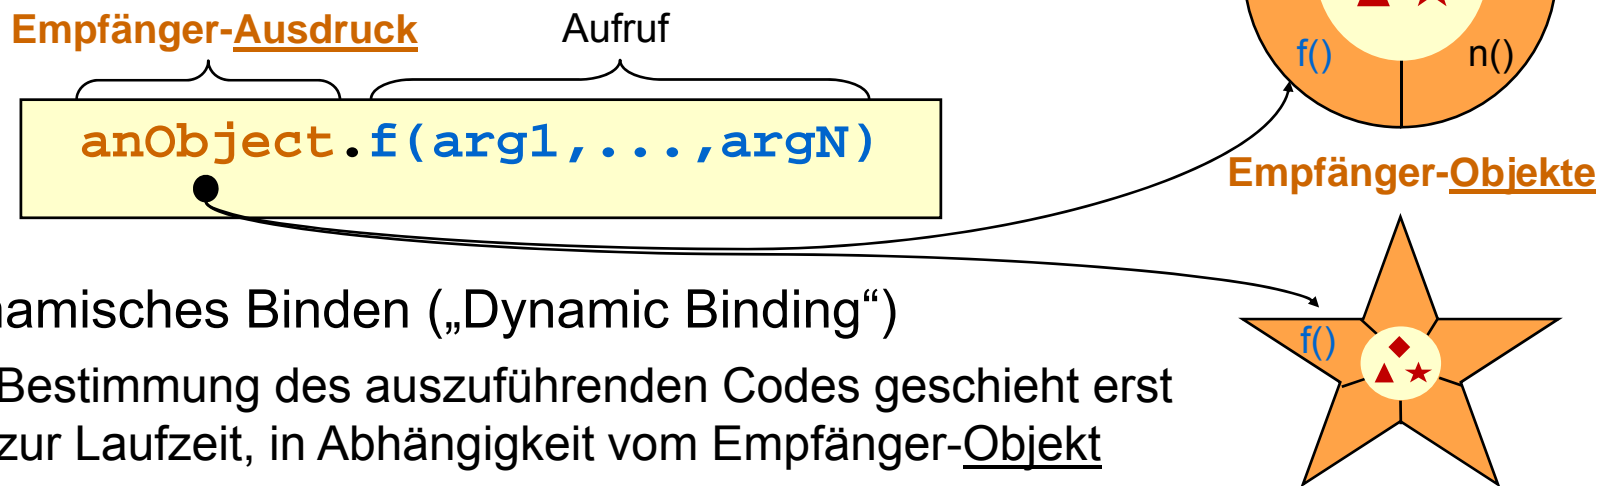 Empfänger-Ausdruck
Aufruf
f()
n()
anObject.f(arg1,...,argN)
Empfänger-Objekte
Binden („Dynamic Binding“)
f()
Bestimmung des auszuführenden Codes geschieht erst
zur Laufzeit, in Abhängigkeit vom Empfänger-Objekt